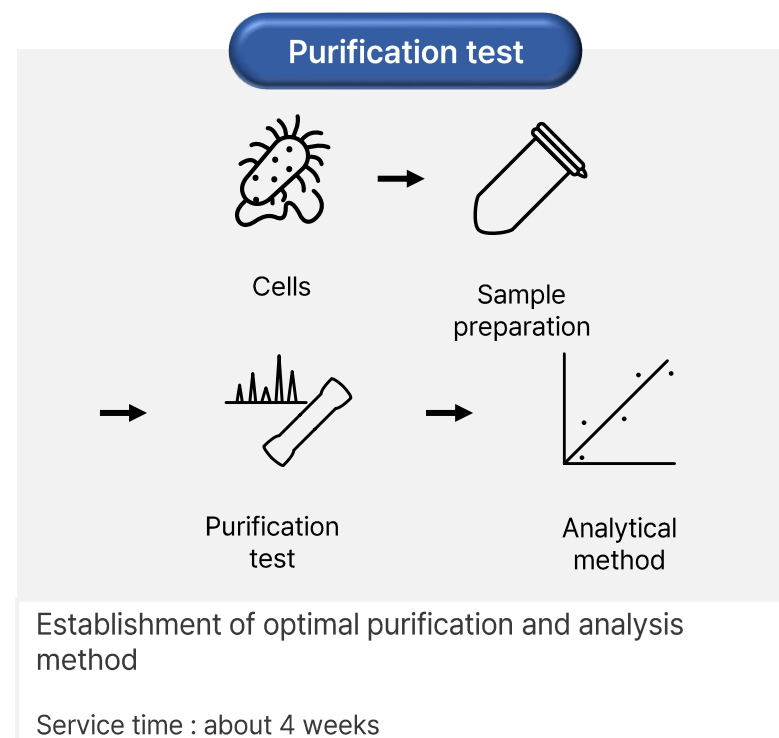 Purification test
Cells
Sample
preparation
Purification
test
Analytical
method
Establishment of optimal purification and analysis
method
Service time : about 4 weeks